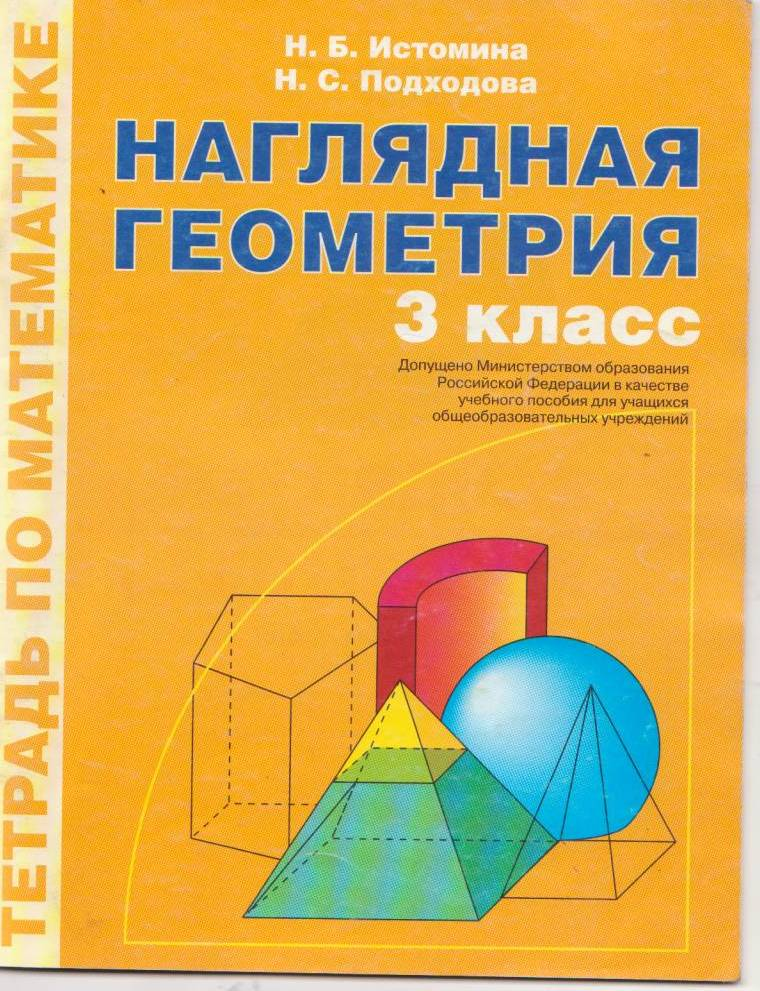 Н. Б. Истомина
Н. С. Подходова
НАГЛЯДНАЯ
ГЕОМЕТРИЯ
3 класс
Допущено Министерством образования
Российской Федерации в качестве
учебного пособия для учащихся
общеобразовательных учреждений
ТЕТРАДЬ ПО МАТЕМАТИКЕ